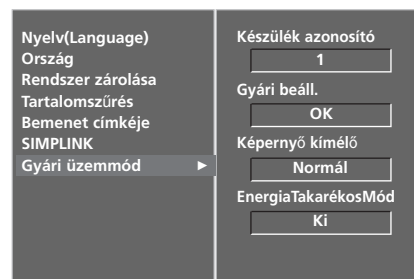 Nyelv(Language)
Ország
Rendszer zárolása
Tartalomszűrés
Bemenet címkéje
SIMPLINK
Gyári üzemmód ►
Készülék azonosító
1
Gyári beáll.
OK
Képernyő kímélő
Normál
EnergiaTakarékosMód
Ki